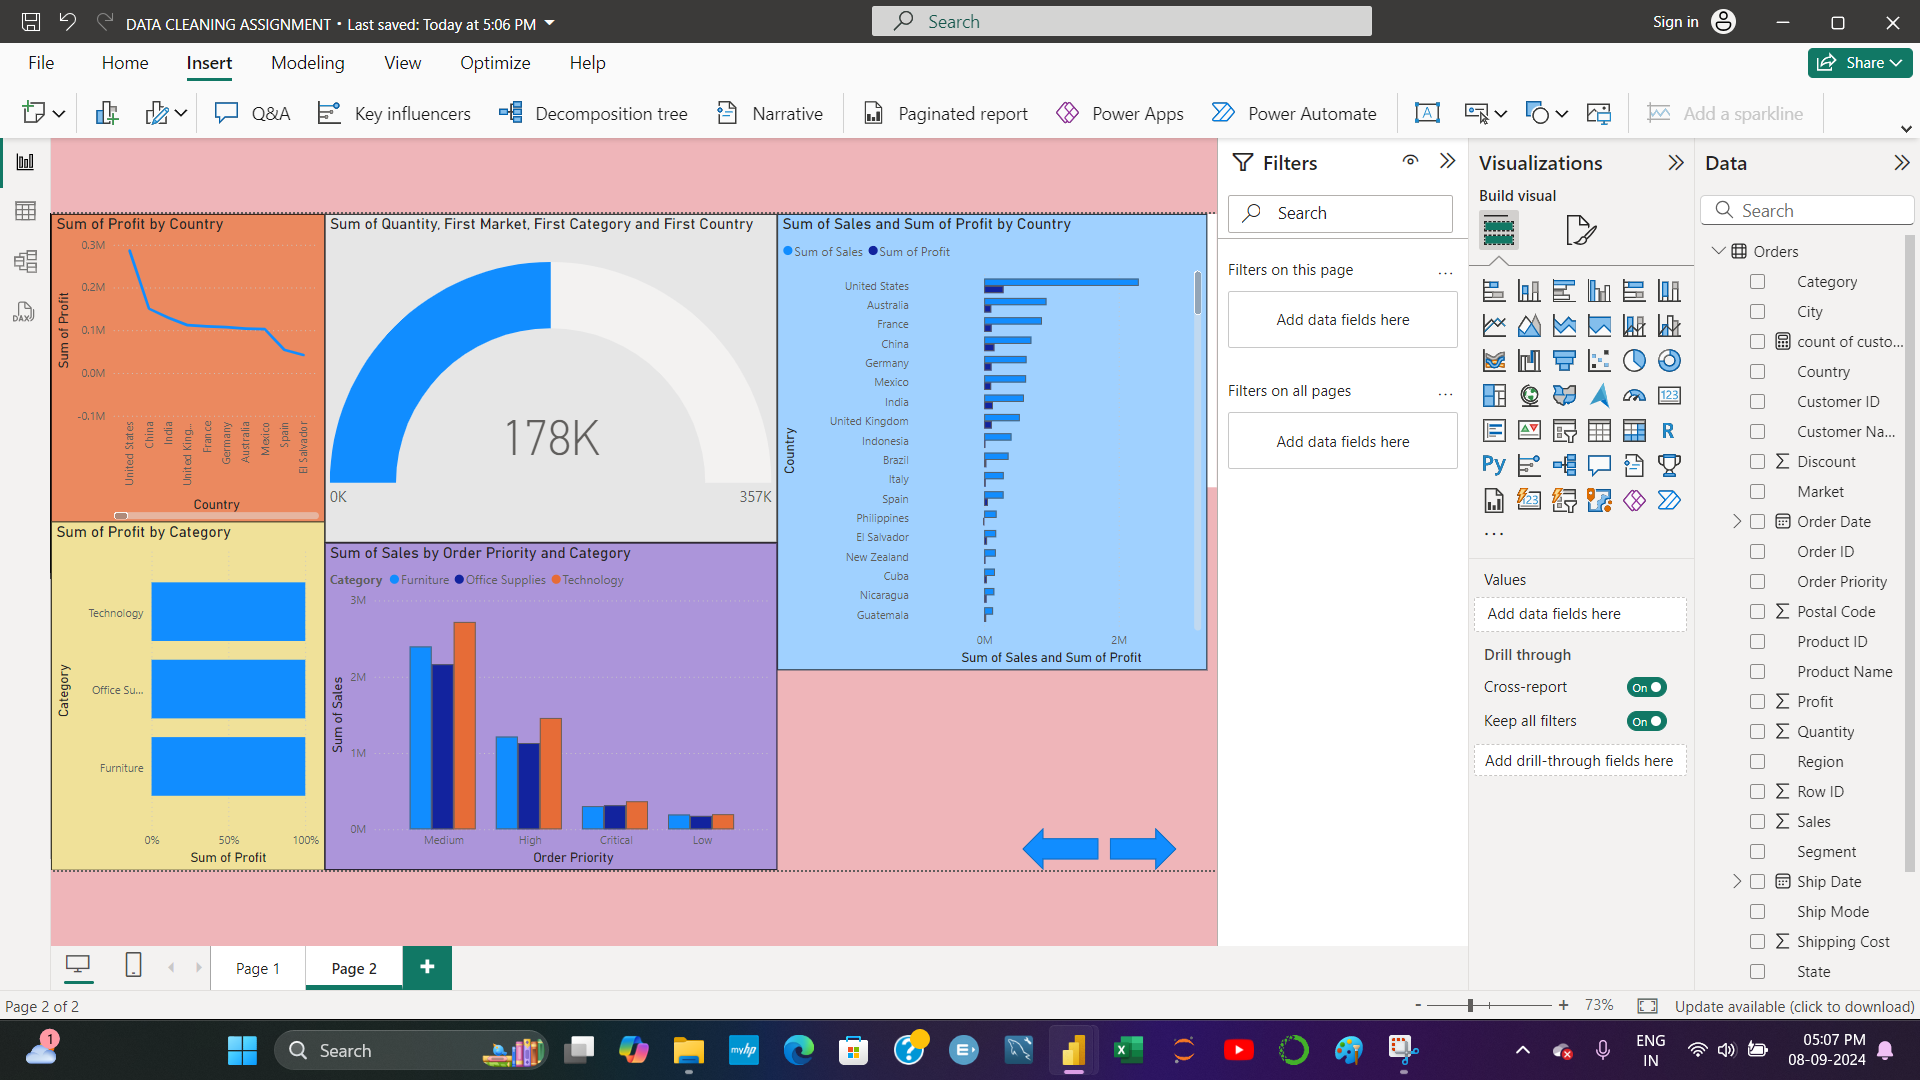 DATA CLEANING ASSIGNMENT • Last saved: Today at 5:06 PM
Search
Sign in
File
Home
Insert
Modeling
View
Optimize
Help
Share
Q&A
Key influencers
Decomposition tree
Narrative
Paginated report
Power Apps
Power Automate
Add a sparkline
Sum of Profit by Country
0.3M
0.2M
0.1M
0.0M
-0.1M
Sum of Profit
United States
China
India
United King...
France
Germany
Australia
Mexico
Spain
El Salvador
Country
Sum of Quantity, First Market, First Category and First Country
178K
0K
357K
Sum of Sales and Sum of Profit by Country
Sum of Sales
Sum of Profit
United States
Australia
France
China
Germany
Mexico
India
United Kingdom
Indonesia
Brazil
Italy
Spain
Philippines
El Salvador
New Zealand
Cuba
Nicaragua
Guatemala
Country
0M
2M
Sum of Sales and Sum of Profit
Sum of Profit by Category
Technology
Office Su...
Furniture
Category
0%
50%
100%
Sum of Profit
Sum of Sales by Order Priority and Category
Category
Furniture
Office Supplies
Technology
3M
2M
1M
0M
Sum of Sales
Medium
High
Critical
Low
Order Priority
Filters
Search
Filters on this page
...
Add data fields here
Filters on all pages
...
Add data fields here
Visualizations
Build visual
123
R
Py
123
...
Values
Add data fields here
Drill through
Cross-report
On
Keep all filters
On
Add drill-through fields here
Data
Search
Orders
Category
City
count of custo...
Country
Customer ID
Customer Na...
Discount
Market
Order Date
Order ID
Order Priority
Postal Code
Product ID
Product Name
Profit
Quantity
Region
Row ID
Sales
Segment
Ship Date
Ship Mode
Shipping Cost
State
Page 1
Page 2
Page 2 of 2
73%
Update available (click to download)
1
Search
myhp
ENG
IN
05:07 PM
08-09-2024